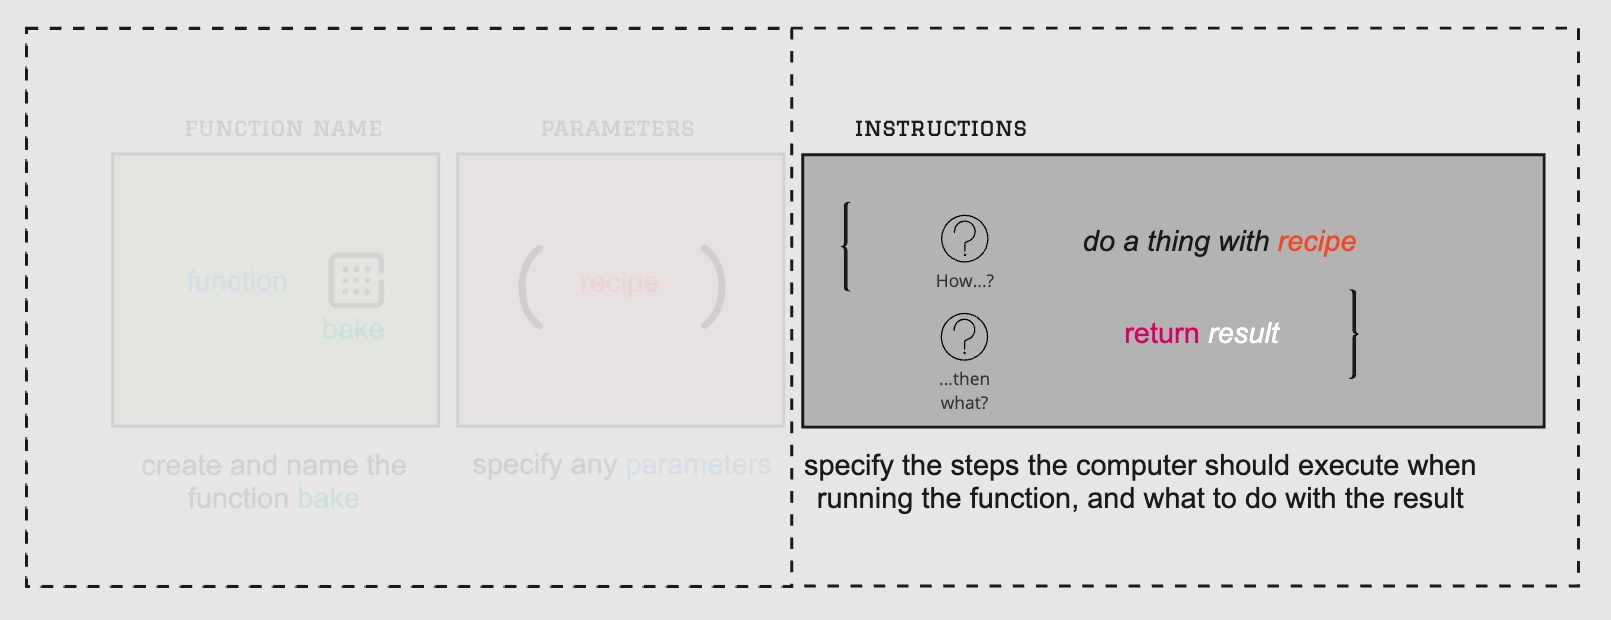 FUNCTION NAME
PARAMETERS
INSTRUCTIONS
function
bake
( recipe )
{
?
How...?
do a thing with recipe
?
...then
what?
return result
}
create and name the
function bake
specify any parameters
specify the steps the computer should execute when
running the function, and what to do with the result